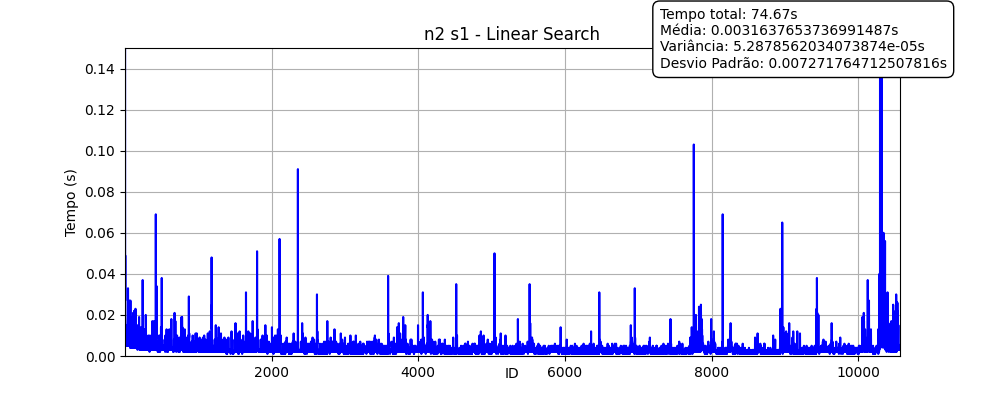 Tempo total: 74.67s
Média: 0.0031637653736991487s
Variância: 5.2878562034073874e-05s
Desvio Padrão: 0.007271764712507816s
n2 s1 - Linear Search
0.14
0.12
0.10
0.08
0.06
0.04
0.02
0.00
Tempo (s)
2000
4000
6000
8000
10000
ID